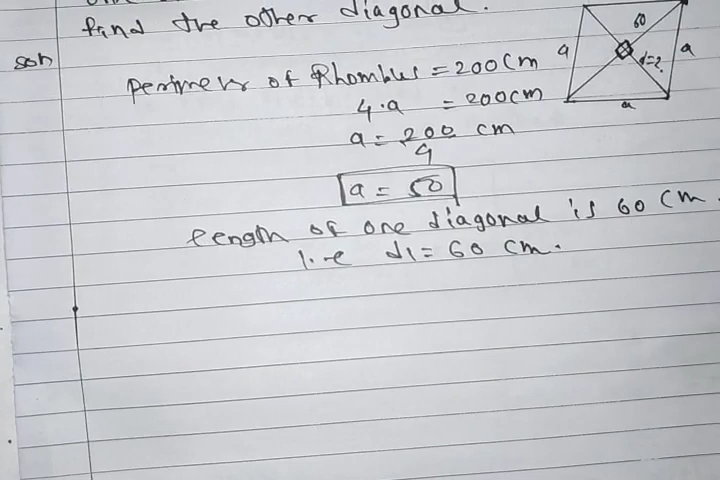 find the other diagonal.
soln
Perimeter of Rhombus = 200 cm
4·a = 200 cm
a = 200 cm
4
a = 50
length of one diagonal is 60 cm.
i.e d1 = 60 cm.
60
a
d=?
a
a